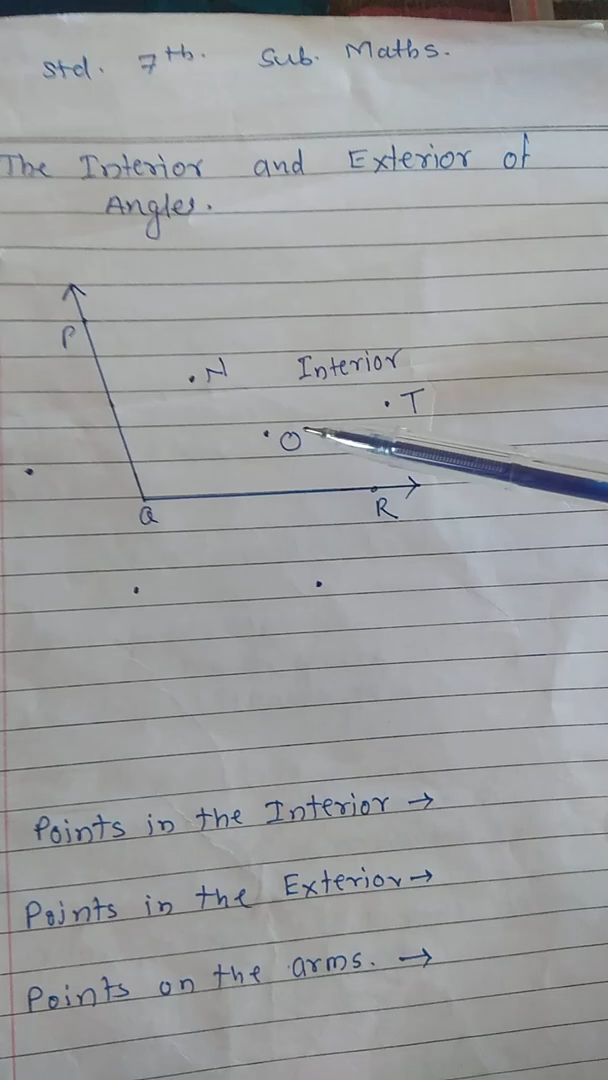 Std. 7th. Sub. Maths.
The Interior and Exterior of
Angles.
P
N Interior
T
O
Q
R
Points in the Interior →
Points in the Exterior →
Points on the arms. →